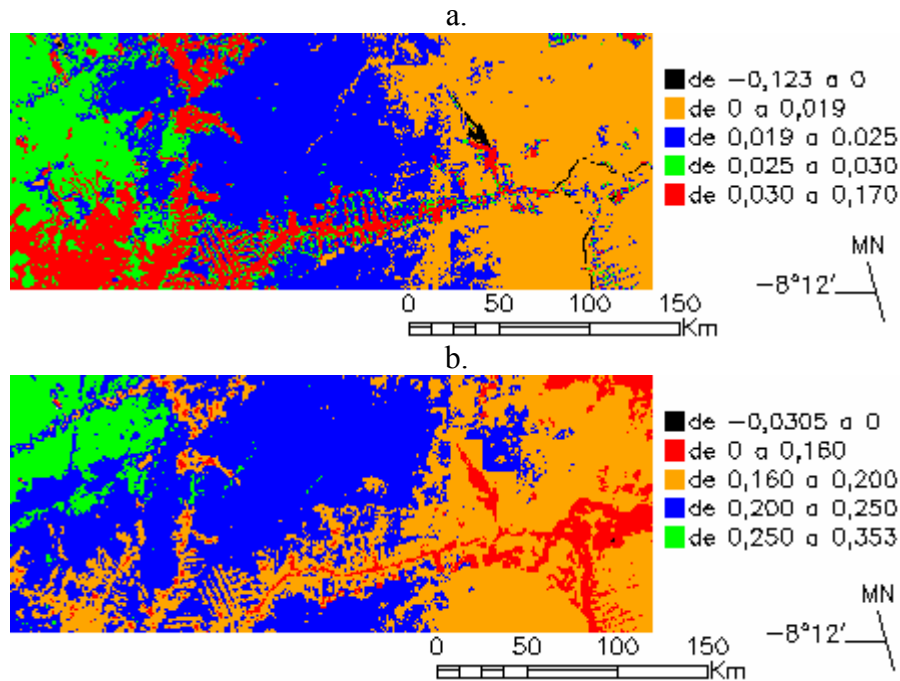 a.
de -0,123 a 0
de 0 a 0,019
de 0,019 a 0.025
de 0,025 a 0,030
de 0,030 a 0,170
MN
-8°12'
0 50 100 150
Km
b.
de -0,0305 a 0
de 0 a 0,160
de 0,160 a 0,200
de 0,200 a 0,250
de 0,250 a 0,353
MN
-8°12'
0 50 100 150
Km